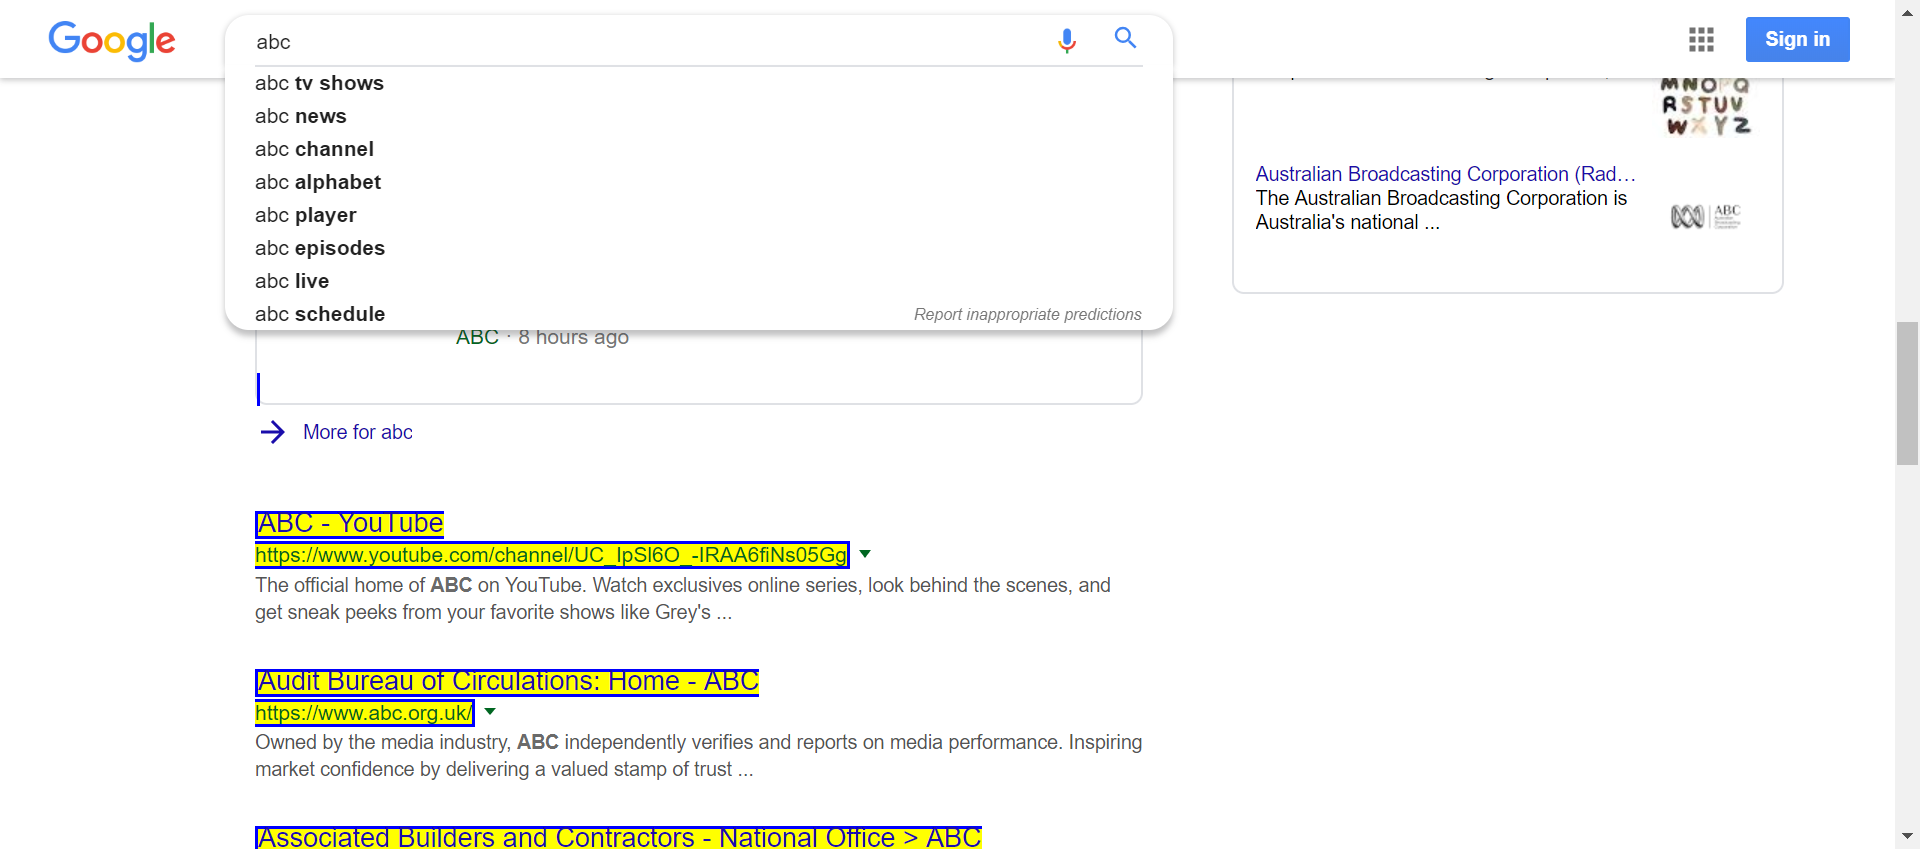 Google
abc
Sign in
abc tv shows
abc news
abc channel
abc alphabet
abc player
abc episodes
abc live
abc schedule
Report inappropriate predictions
M N O P Q
R S T U V
W X Y Z
Australian Broadcasting Corporation (Rad...
The Australian Broadcasting Corporation is
Australia's national ...
ABC
ABC · 8 hours ago
More for abc
ABC - YouTube
https://www.youtube.com/channel/UC_IpSI6O_-IRAA6fiNs05Gg
The official home of ABC on YouTube. Watch exclusives online series, look behind the scenes, and
get sneak peeks from your favorite shows like Grey's ...
Audit Bureau of Circulations: Home - ABC
https://www.abc.org.uk/
Owned by the media industry, ABC independently verifies and reports on media performance. Inspiring
market confidence by delivering a valued stamp of trust ...
Associated Builders and Contractors - National Office > ABC